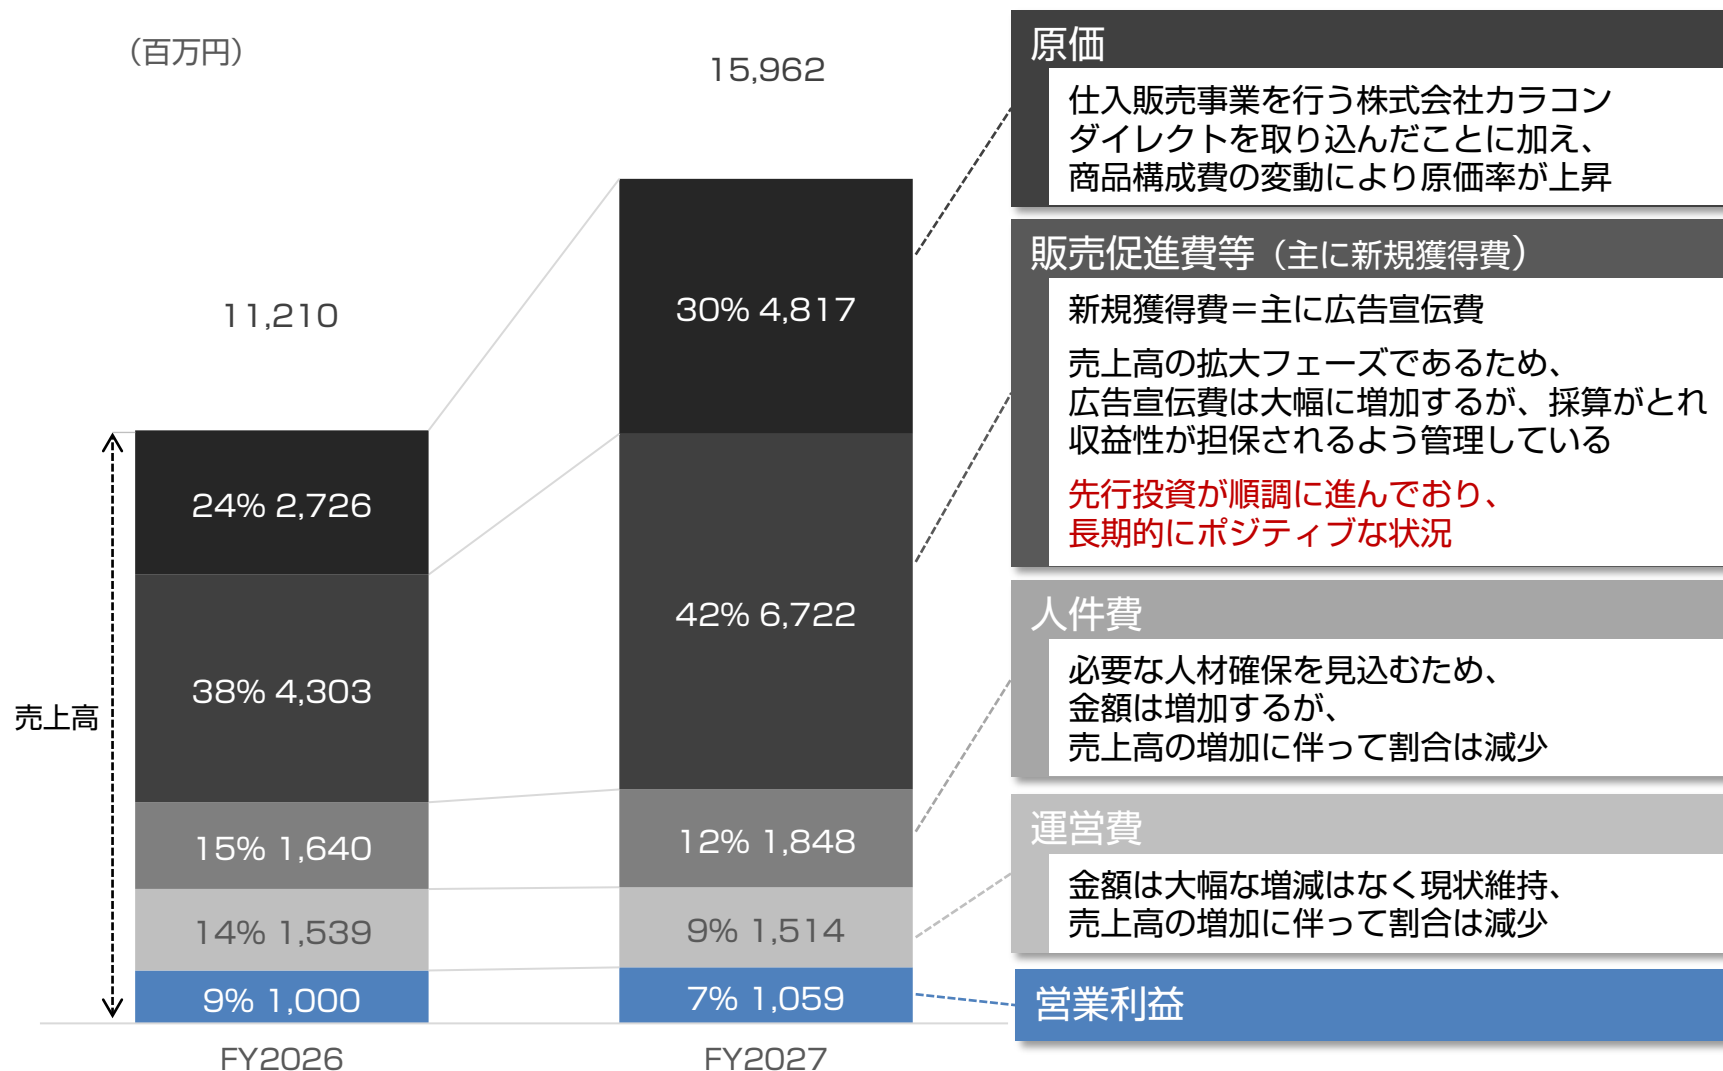 （百万円）
11,210
15,962
24% 2,726
38% 4,303
15% 1,640
14% 1,539
9% 1,000
30% 4,817
42% 6,722
12% 1,848
9% 1,514
7% 1,059
売上高
FY2026
FY2027
原価
仕入販売事業を行う株式会社カラコン
ダイレクトを取り込んだことに加え、
商品構成費の変動により原価率が上昇
販売促進費等（主に新規獲得費）
新規獲得費＝主に広告宣伝費
売上高の拡大フェーズであるため、
広告宣伝費は大幅に増加するが、採算がとれ
収益性が担保されるよう管理している
先行投資が順調に進んでおり、
長期的にポジティブな状況
人件費
必要な人材確保を見込むため、
金額は増加するが、
売上高の増加に伴って割合は減少
運営費
金額は大幅な増減はなく現状維持、
売上高の増加に伴って割合は減少
営業利益